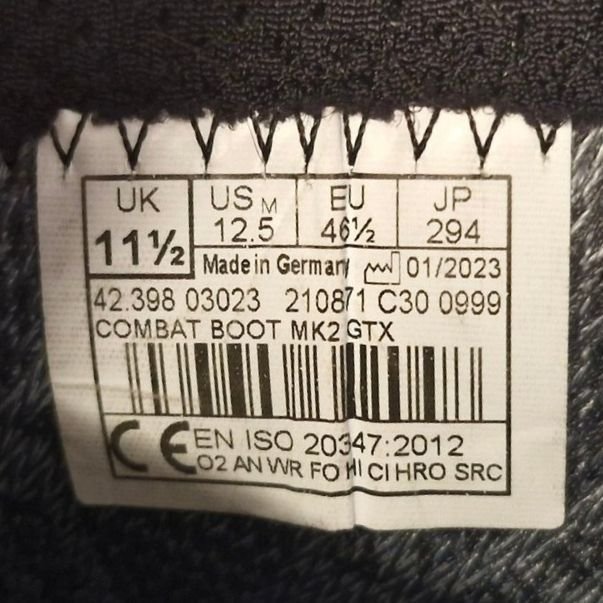 UK US M EU JP
11½ 12.5 46½ 294
Made in Germany 01/2023
42.398 03023 210871 C30 0999
COMBAT BOOT MK2 GTX
CE EN ISO 20347:2012
O2 AN WR FO HI CI HRO SRC